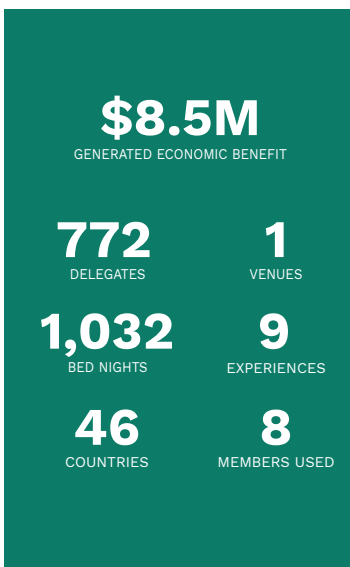 $8.5M
GENERATED ECONOMIC BENEFIT
772
DELEGATES
1
VENUES
1,032
BED NIGHTS
9
EXPERIENCES
46
COUNTRIES
8
MEMBERS USED